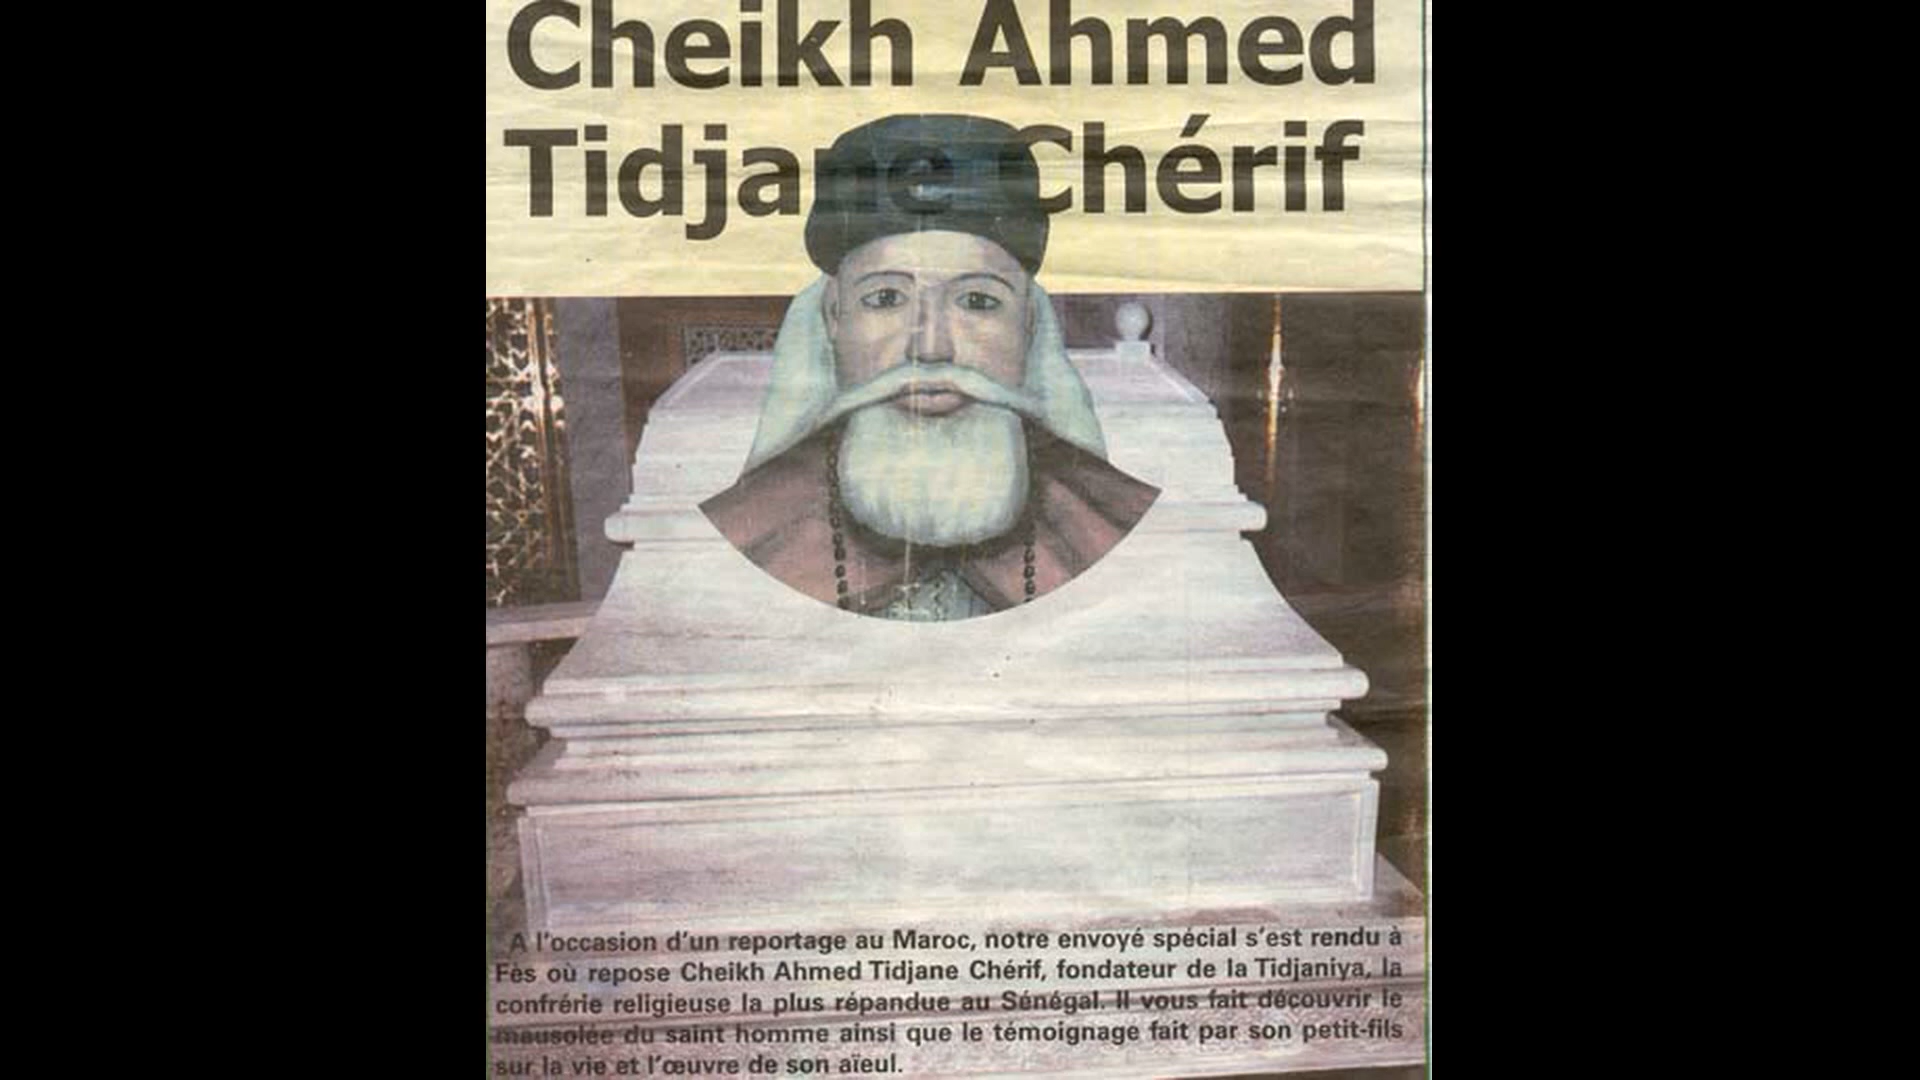 Cheikh Ahmed
Tidjane Chérif
A l'occasion d'un reportage au Maroc, notre envoyé spécial s'est rendu à
Fès où repose Cheikh Ahmed Tidjane Chérif, fondateur de la Tidjaniya, la
confrérie religieuse la plus répandue au Sénégal. Il vous fait découvrir le
mausolée du saint homme ainsi que le témoignage fait par son petit-fils
sur la vie et l'œuvre de son aïeul.